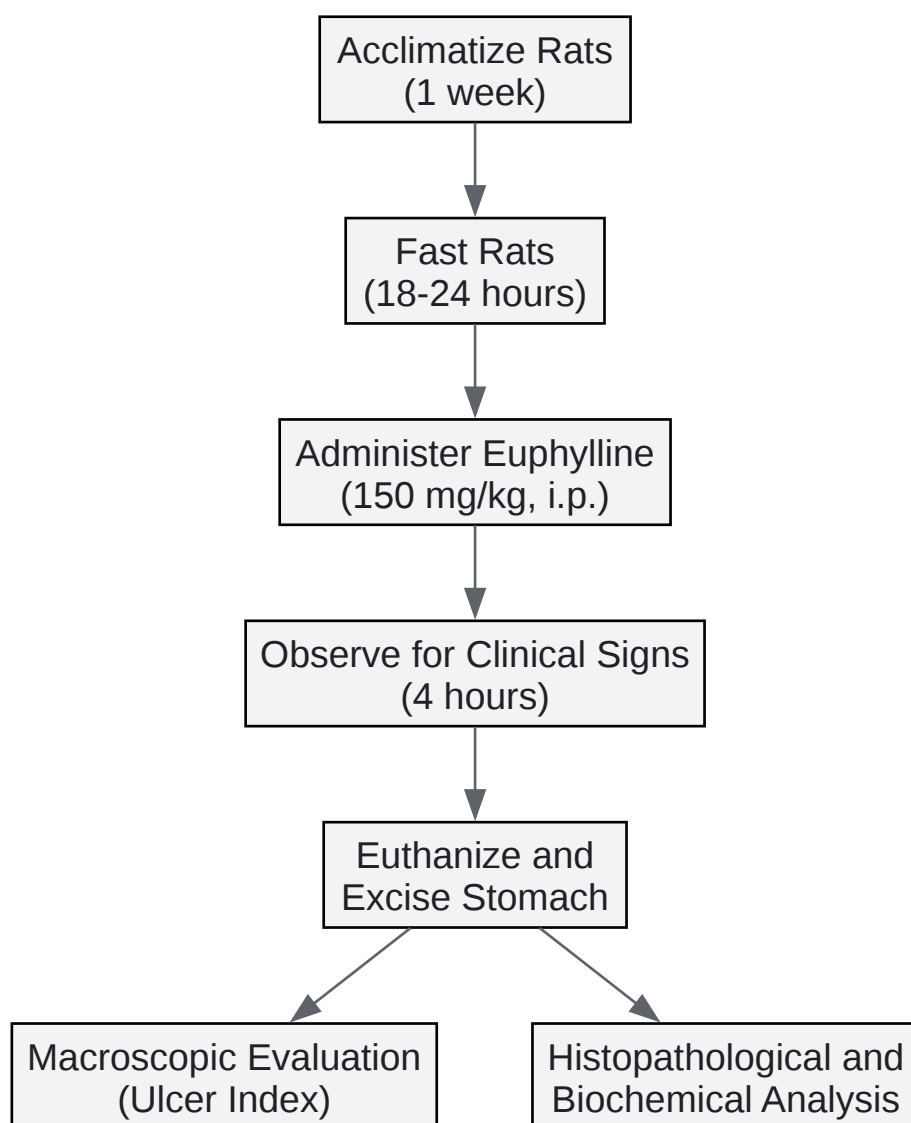 Acclimatize Rats
(1 week)
Fast Rats
(18-24 hours)
Administer Euphylline
(150 mg/kg, i.p.)
Observe for Clinical Signs
(4 hours)
Euthanize and
Excise Stomach
Macroscopic Evaluation
(Ulcer Index)
Histopathological and
Biochemical Analysis